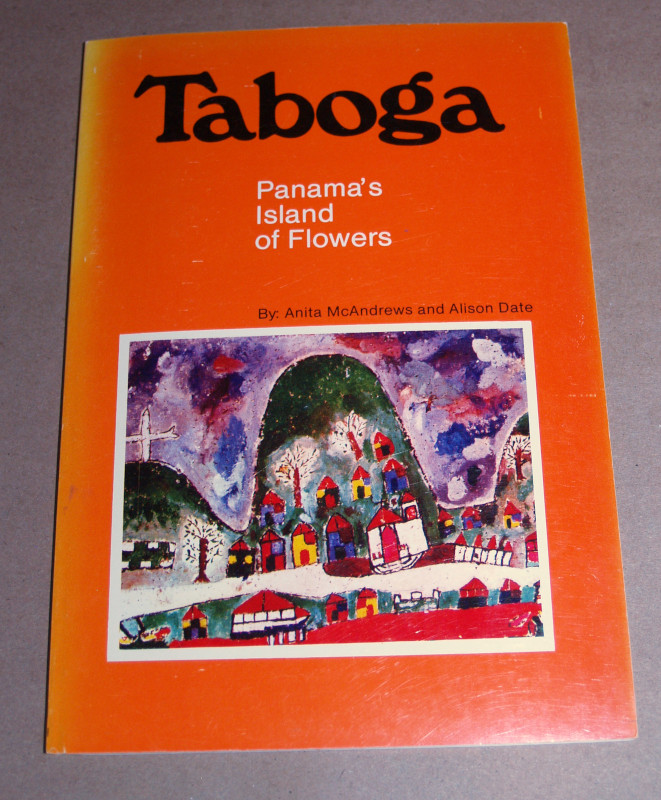 Taboga
Panama's
Island
of Flowers
By: Anita McAndrews and Alison Date